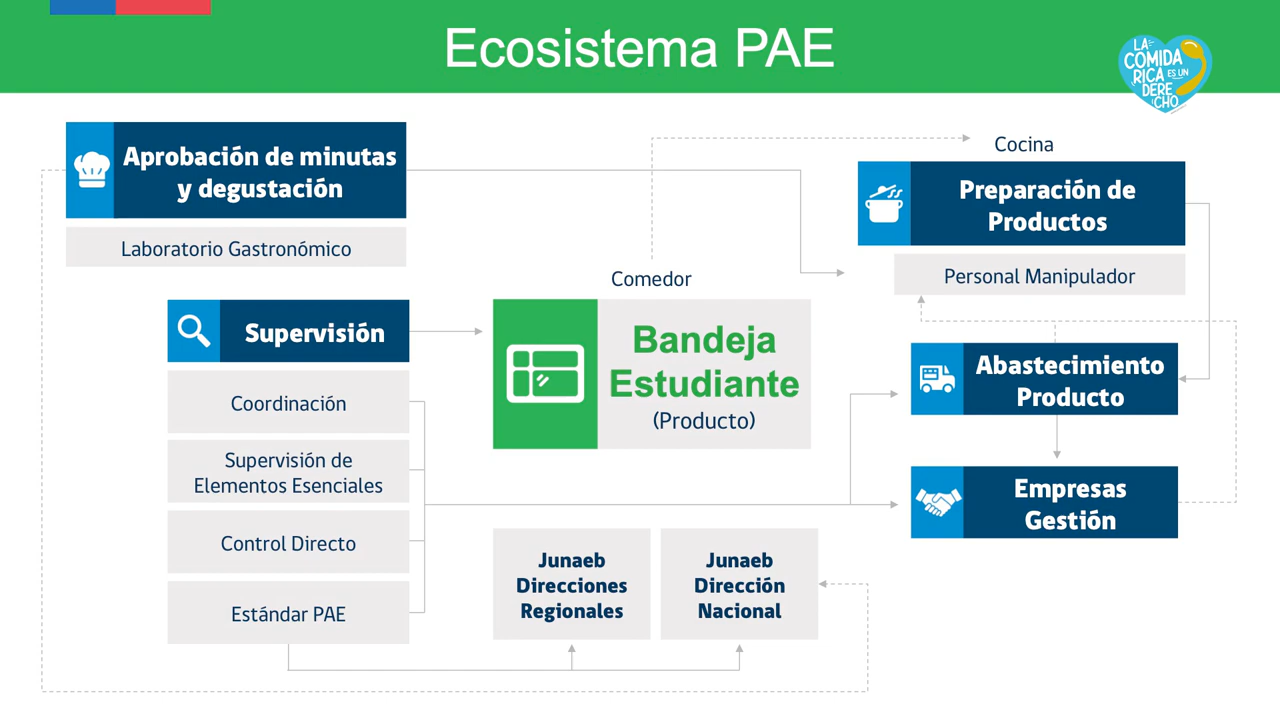 Ecosistema PAE
LA
COMIDA
RICA
ES UN
DERE
CHO
Aprobación de minutas
y degustación
Laboratorio Gastronómico
Cocina
Preparación de
Productos
Personal Manipulador
Comedor
Bandeja
Estudiante
(Producto)
Supervisión
Coordinación
Supervisión de
Elementos Esenciales
Control Directo
Estándar PAE
Abastecimiento
Producto
Empresas
Gestión
Junaeb
Direcciones
Regionales
Junaeb
Dirección
Nacional